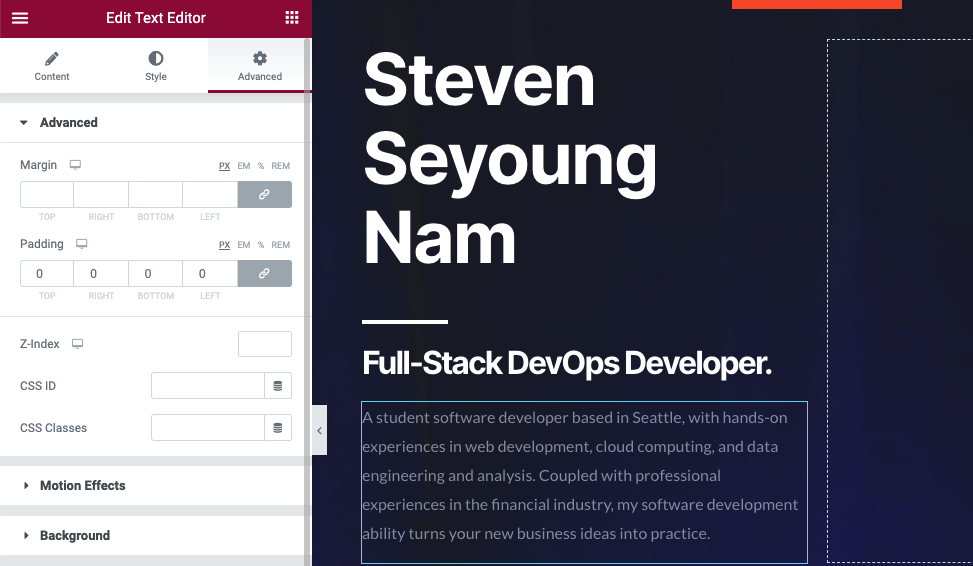 Edit Text Editor
Content
Style
Advanced
Advanced
Margin
PX EM % REM
TOP RIGHT BOTTOM LEFT
Padding
PX EM % REM
0 0 0 0
TOP RIGHT BOTTOM LEFT
Z-Index
CSS ID
CSS Classes
Motion Effects
Background
Steven
Seyoung
Nam
Full-Stack DevOps Developer.
A student software developer based in Seattle, with hands-on
experiences in web development, cloud computing, and data
engineering and analysis. Coupled with professional
experiences in the financial industry, my software development
ability turns your new business ideas into practice.